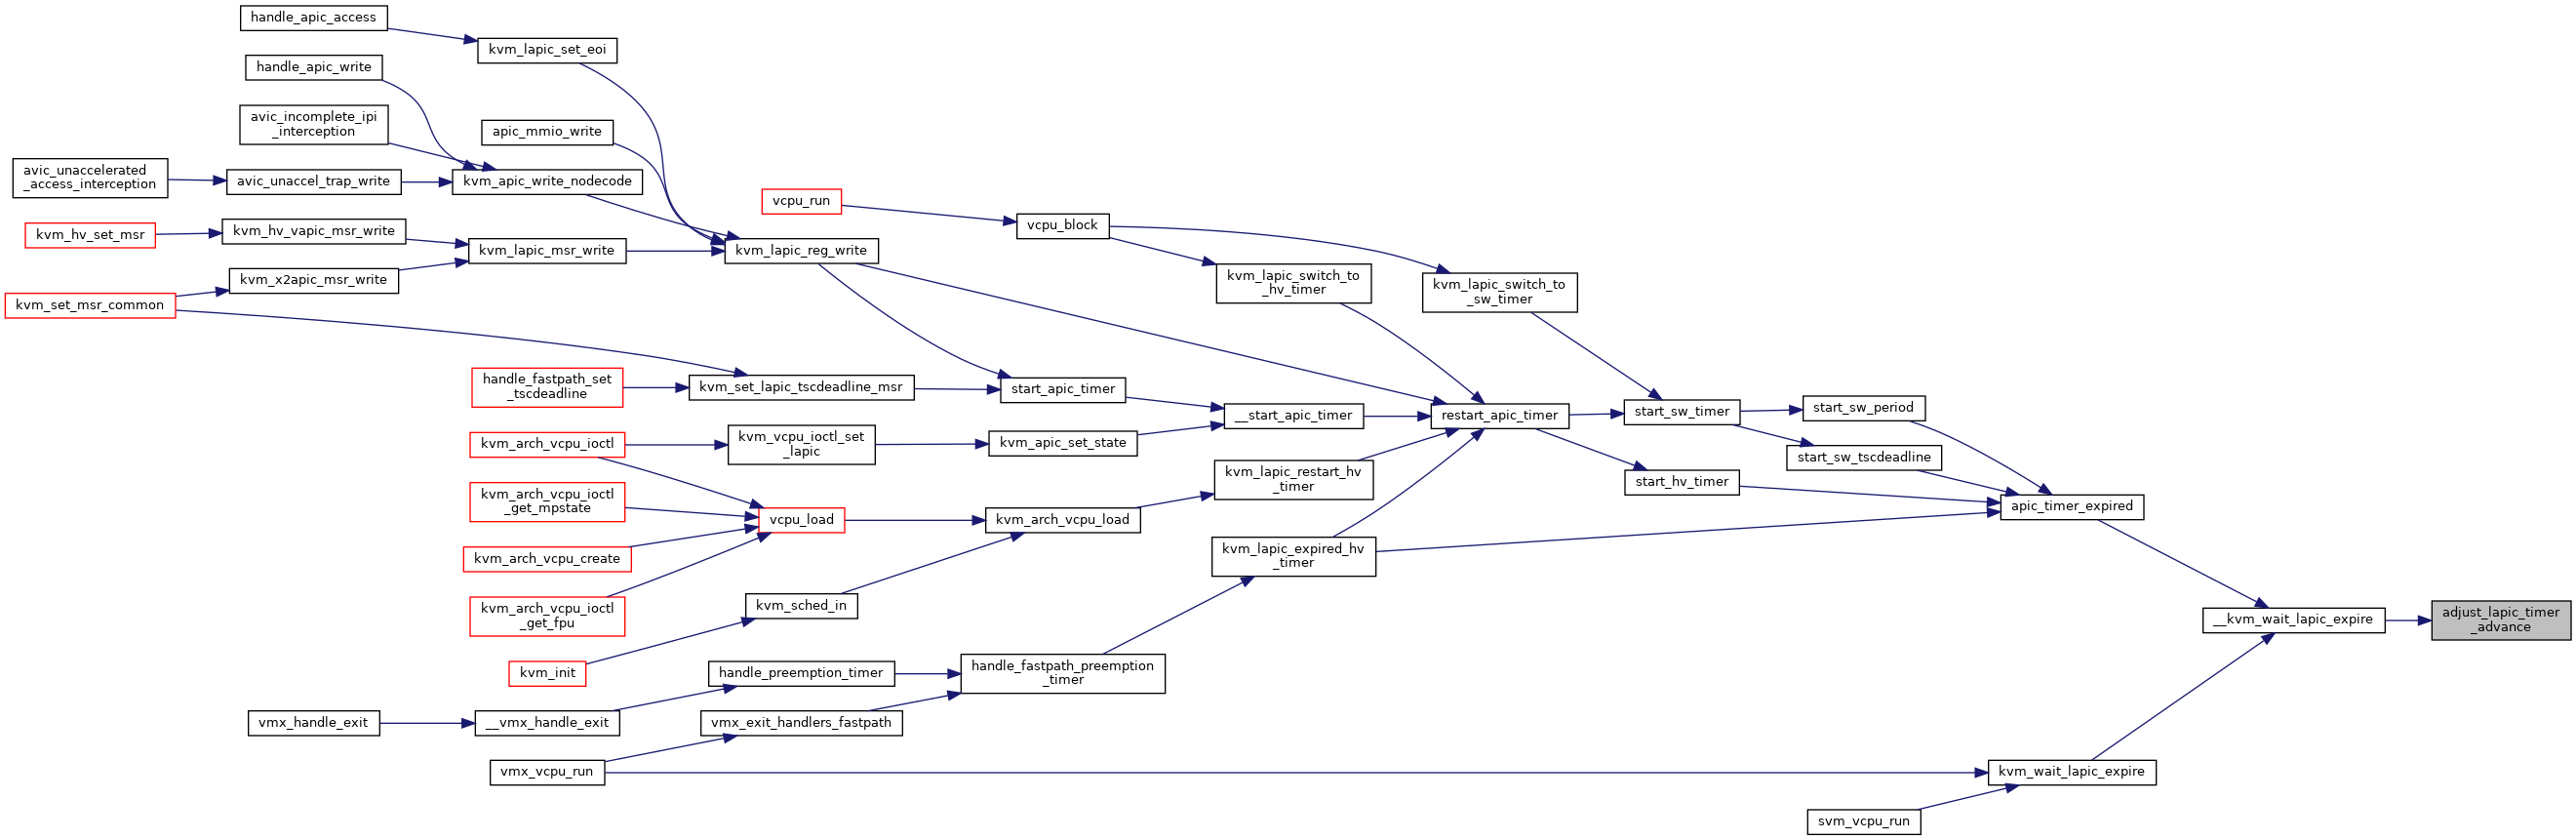 handle_apic_access
kvm_lapic_set_eoi
handle_apic_write
avic_incomplete_ipi
_interception
apic_mmio_write
avic_unaccelerated
_access_interception
avic_unaccel_trap_write
kvm_apic_write_nodecode
vcpu_run
kvm_hv_set_msr
kvm_hv_vapic_msr_write
kvm_lapic_msr_write
kvm_lapic_reg_write
vcpu_block
kvm_x2apic_msr_write
kvm_set_msr_common
kvm_lapic_switch_to
_hv_timer
kvm_lapic_switch_to
_sw_timer
handle_fastpath_set
_tscdeadline
kvm_set_lapic_tscdeadline_msr
start_apic_timer
__start_apic_timer
restart_apic_timer
start_sw_timer
start_sw_period
kvm_arch_vcpu_ioctl
kvm_vcpu_ioctl_set
_lapic
kvm_apic_set_state
start_sw_tscdeadline
kvm_lapic_restart_hv
_timer
start_hv_timer
kvm_arch_vcpu_ioctl
_get_mpstate
vcpu_load
kvm_arch_vcpu_load
apic_timer_expired
kvm_arch_vcpu_create
kvm_lapic_expired_hv
_timer
kvm_arch_vcpu_ioctl
_get_fpu
kvm_sched_in
__kvm_wait_lapic_expire
adjust_lapic_timer
_advance
kvm_init
handle_preemption_timer
handle_fastpath_preemption
_timer
vmx_handle_exit
__vmx_handle_exit
vmx_exit_handlers_fastpath
vmx_vcpu_run
kvm_wait_lapic_expire
svm_vcpu_run